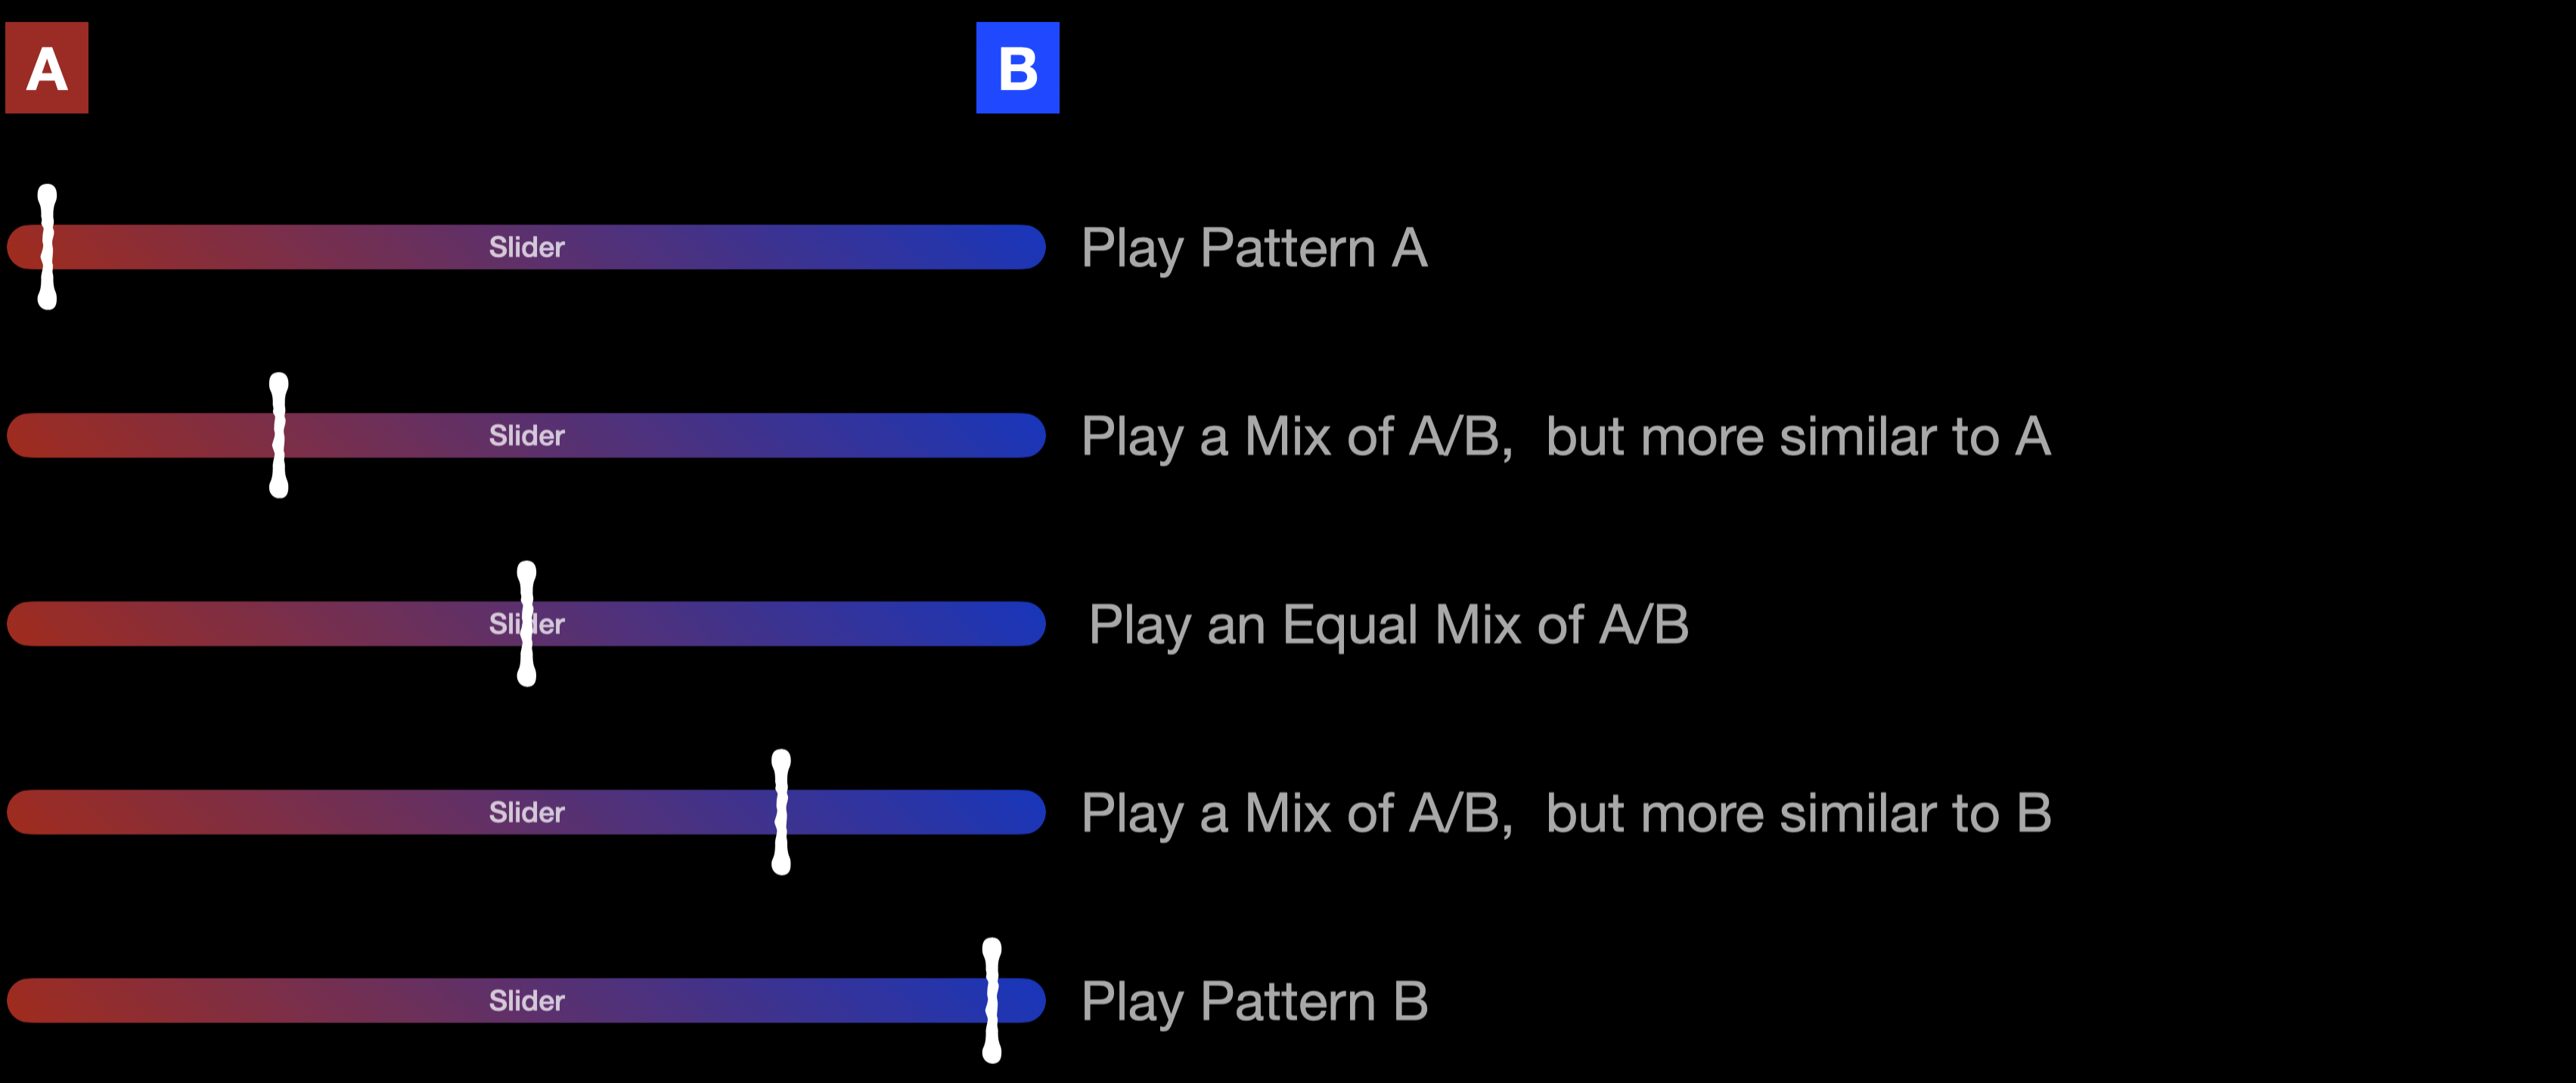 A
B
Slider
Play Pattern A
Slider
Play a Mix of A/B, but more similar to A
Slider
Play an Equal Mix of A/B
Slider
Play a Mix of A/B, but more similar to B
Slider
Play Pattern B